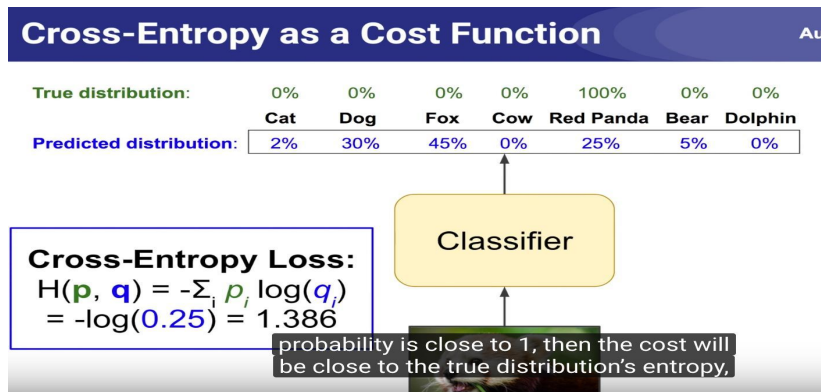 Cross-Entropy as a Cost Function
Au
True distribution: 0% 0% 0% 0% 100% 0% 0%
Cat Dog Fox Cow Red Panda Bear Dolphin
Predicted distribution: 2% 30% 45% 0% 25% 5% 0%
Classifier
Cross-Entropy Loss:
H(p, q) = -Σᵢ pᵢ log(qᵢ)
= -log(0.25) = 1.386
probability is close to 1, then the cost will
be close to the true distribution's entropy,